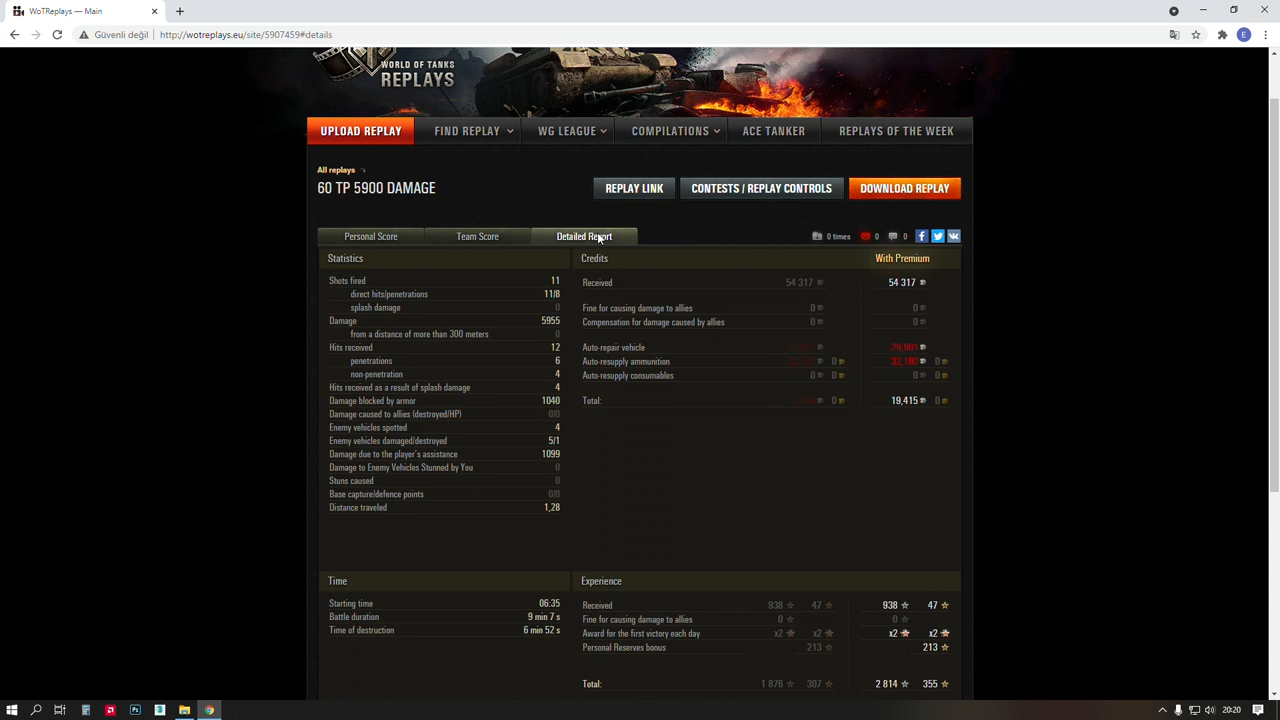 WoTReplays — Main
Güvenli değil http://wotreplays.eu/site/5907459#details
E
WORLD OF TANKS
REPLAYS
UPLOAD REPLAY FIND REPLAY WG LEAGUE COMPILATIONS ACE TANKER REPLAYS OF THE WEEK
All replays
60 TP 5900 DAMAGE
REPLAY LINK CONTESTS / REPLAY CONTROLS DOWNLOAD REPLAY
Personal Score Team Score Detailed Report 0 times 0 0
Statistics Credits With Premium
Shots fired 11 Received 54 317 54 317
direct hits/penetrations 11/8
splash damage 0 Fine for causing damage to allies 0 0
Damage 5955 Compensation for damage caused by allies 0 0
from a distance of more than 300 meters 0
Hits received 12 Auto-repair vehicle
penetrations 6 Auto-resupply ammunition 0 0
non-penetration 4 Auto-resupply consumables 0 0 0 0
Hits received as a result of splash damage 4
Damage blocked by armor 1040 Total: 0 19,415 0
Damage caused to allies (destroyed/HP) 0/0
Enemy vehicles spotted 4
Enemy vehicles damaged/destroyed 5/1
Damage due to the player's assistance 1099
Damage to Enemy Vehicles Stunned by You 0
Stuns caused 0
Base capture/defence points 0/0
Distance traveled 1,28
Time Experience
Starting time 06:35 Received 938 47 938 47
Battle duration 9 min 7 s Fine for causing damage to allies 0 0
Time of destruction 6 min 52 s Award for the first victory each day x2 x2 x2 x2
Personal Reserves bonus 213 213
Total: 1 876 307 2 814 355
20:20